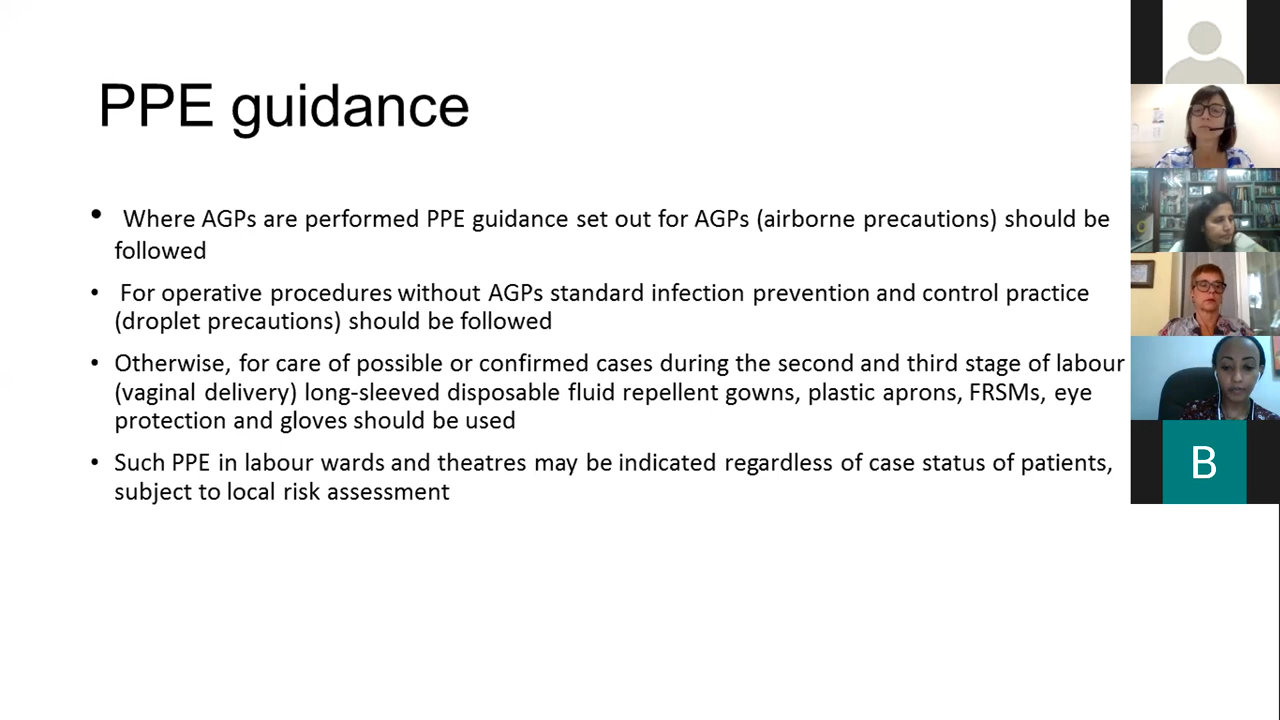 PPE guidance
• Where AGPs are performed PPE guidance set out for AGPs (airborne precautions) should be
followed
• For operative procedures without AGPs standard infection prevention and control practice
(droplet precautions) should be followed
• Otherwise, for care of possible or confirmed cases during the second and third stage of labour
(vaginal delivery) long-sleeved disposable fluid repellent gowns, plastic aprons, FRSMs, eye
protection and gloves should be used
• Such PPE in labour wards and theatres may be indicated regardless of case status of patients,
subject to local risk assessment
B